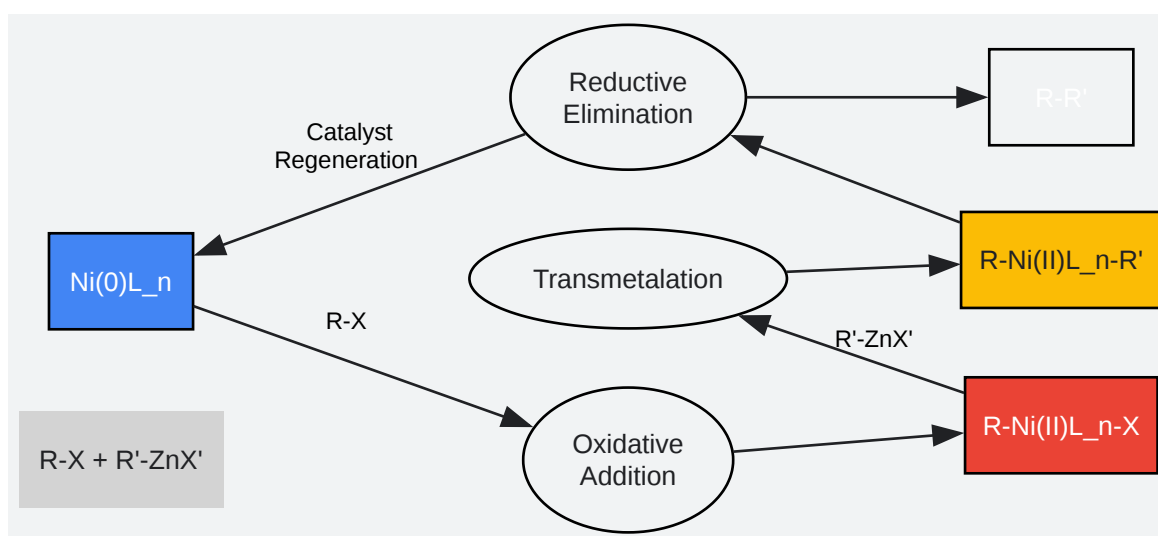 Reductive
Elimination
R-R'
Catalyst
Regeneration
Ni(0)L_n
Transmetalation
R-Ni(II)L_n-R'
R-X
R'-ZnX'
R-Ni(II)L_n-X
R-X + R'-ZnX'
Oxidative
Addition